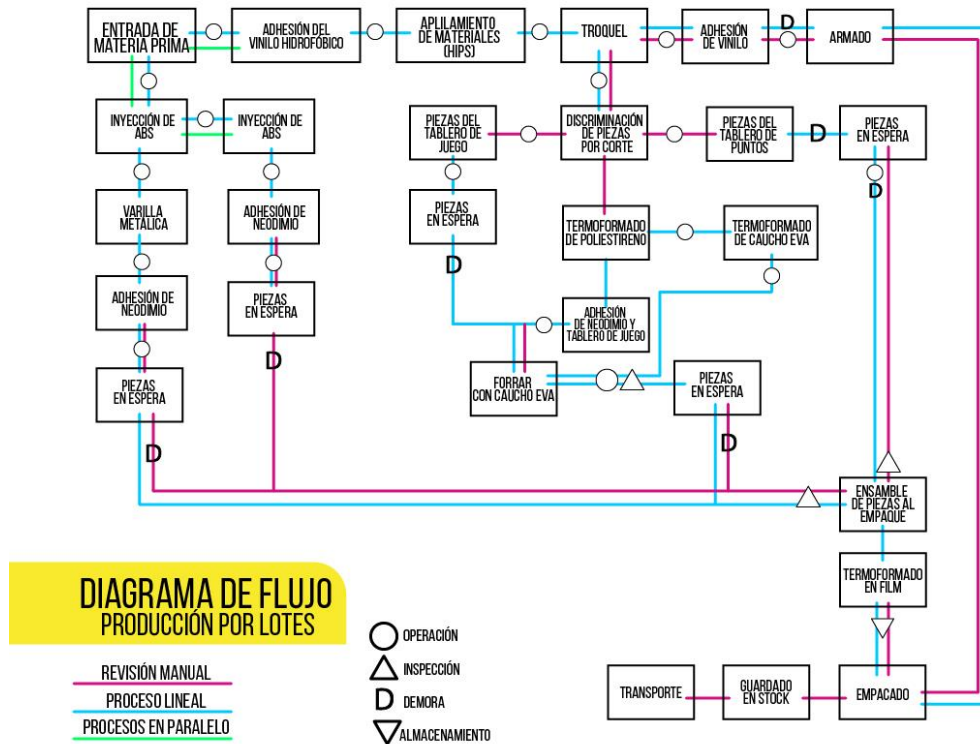 ENTRADA DE
MATERIA PRIMA
ADHESIÓN DEL
VINILO HIDROFÓBICO
APLILAMIENTO
DE MATERIALES
(HIPS)
TROQUEL
ADHESIÓN
DE VINILO
D
ARMADO
INYECCIÓN DE
ABS
INYECCIÓN DE
ABS
PIEZAS DEL
TABLERO DE
JUEGO
DISCRIMINACIÓN
DE PIEZAS
POR CORTE
PIEZAS DEL
TABLERO DE
PUNTOS
D
PIEZAS
EN ESPERA
D
VARILLA
METÁLICA
ADHESIÓN DE
NEODIMIO
PIEZAS
EN ESPERA
TERMOFORMADO
DE POLIESTIRENO
TERMOFORMADO
DE CAUCHO EVA
D
ADHESIÓN DE
NEODIMIO
PIEZAS
EN ESPERA
ADHESIÓN
DE NEODIMIO Y
TABLERO DE JUEGO
D
PIEZAS
EN ESPERA
FORRAR
CON CAUCHO EVA
PIEZAS
EN ESPERA
D
D
ENSAMBLE
DE PIEZAS AL
EMPAQUE
TERMOFORMADO
EN FILM
EMPACADO
GUARDADO
EN STOCK
TRANSPORTE
DIAGRAMA DE FLUJO
PRODUCCIÓN POR LOTES
REVISIÓN MANUAL
PROCESO LINEAL
PROCESOS EN PARALELO
OPERACIÓN
INSPECCIÓN
D DEMORA
ALMACENAMIENTO